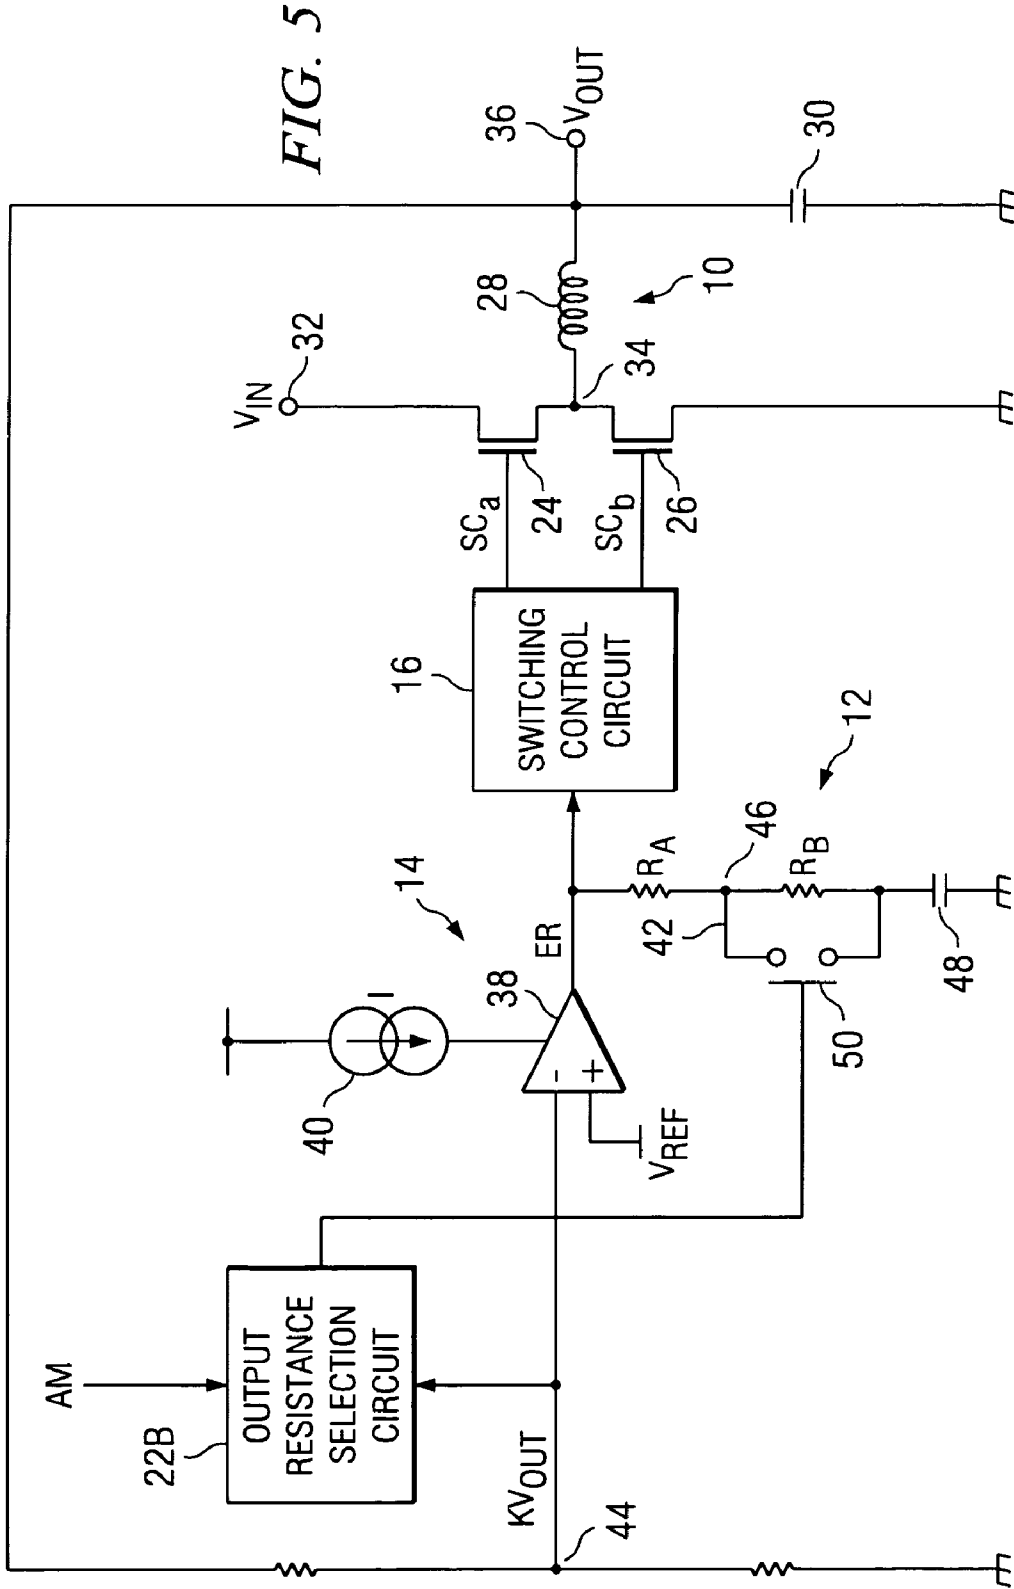 FIG. 5
AM
22B
OUTPUT
RESISTANCE
SELECTION
CIRCUIT
KVOUT
44
40
I
14
38
-
+
VREF
ER
50
42
RA
46
RB
12
48
16
SWITCHING
CONTROL
CIRCUIT
SCa
SCb
24
26
VIN
32
34
28
10
36
VOUT
30